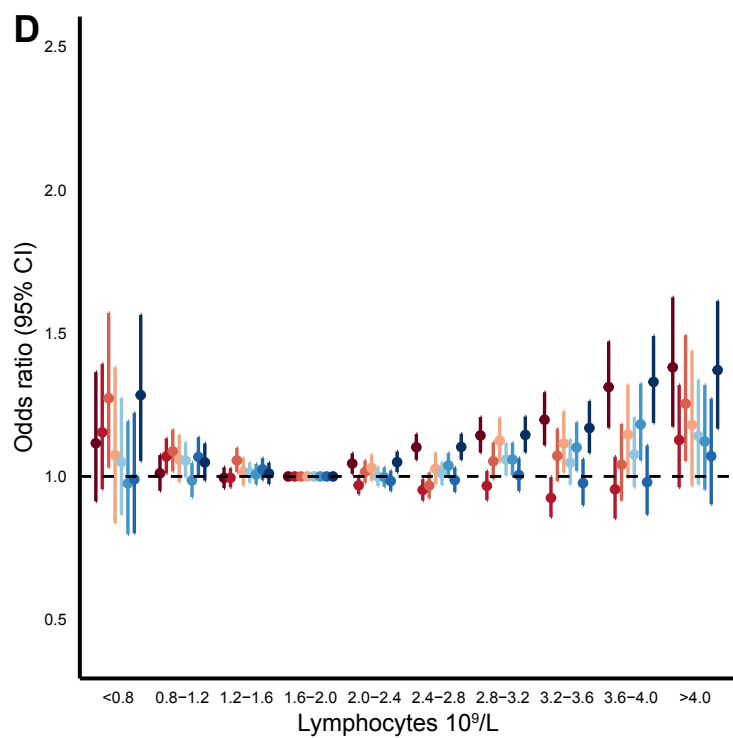 D
2.5
2.0
1.5
1.0
0.5
Odds ratio (95% CI)
<0.8 0.8−1.2 1.2−1.6 1.6−2.0 2.0−2.4 2.4−2.8 2.8−3.2 3.2−3.6 3.6−4.0 >4.0
Lymphocytes 10⁹/L